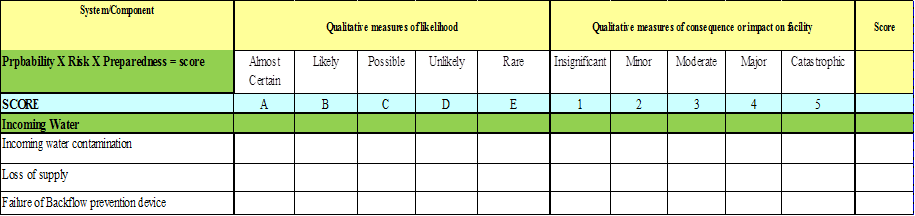 System/Component
Qualitative measures of likelihood
Qualitative measures of consequence or impact on facility
Score
Prpbability X Risk X Preparedness = score
Almost
Certain
Likely
Possible
Unlikely
Rare
Insignificant
Minor
Moderate
Major
Catastrophic
SCORE
A
B
C
D
E
1
2
3
4
5
Incoming Water
Incoming water contamination
Loss of supply
Failure of Backflow prevention device